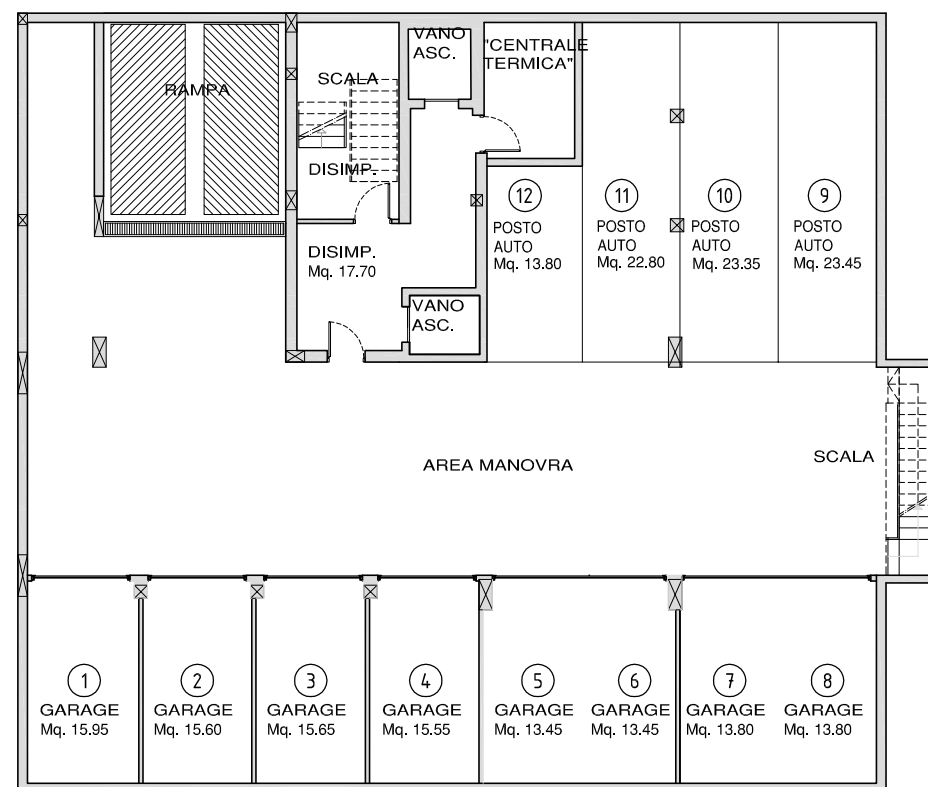 VANO
ASC.
"CENTRALE
TERMICA"
SCALA
RAMPA
DISIMP.
12
POSTO
AUTO
Mq. 13.80
11
POSTO
AUTO
Mq. 22.80
10
POSTO
AUTO
Mq. 23.35
9
POSTO
AUTO
Mq. 23.45
DISIMP.
Mq. 17.70
VANO
ASC.
AREA MANOVRA
SCALA
1
GARAGE
Mq. 15.95
2
GARAGE
Mq. 15.60
3
GARAGE
Mq. 15.65
4
GARAGE
Mq. 15.55
5
GARAGE
Mq. 13.45
6
GARAGE
Mq. 13.45
7
GARAGE
Mq. 13.80
8
GARAGE
Mq. 13.80